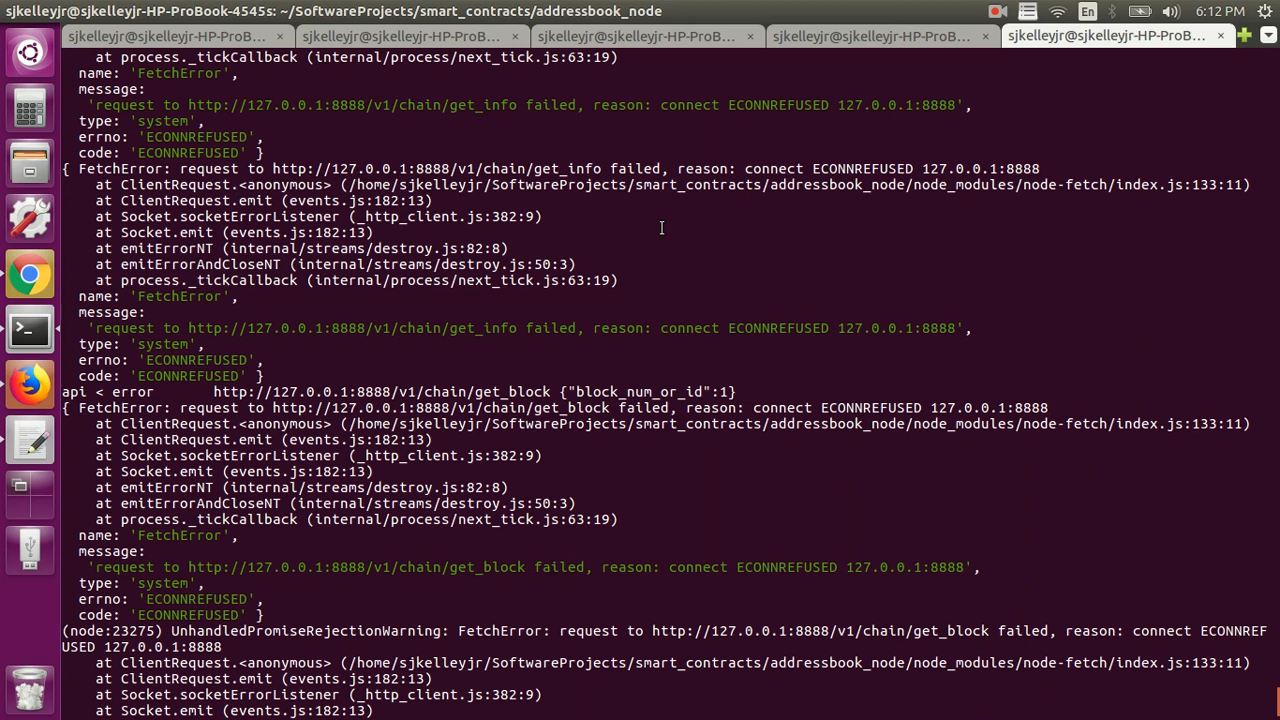 sjkelleyjr@sjkelleyjr-HP-ProBook-4545s: ~/SoftwareProjects/smart_contracts/addressbook_node
En
6:12 PM
sjkelleyjr@sjkelleyjr-HP-ProB... ×
sjkelleyjr@sjkelleyjr-HP-ProB... ×
sjkelleyjr@sjkelleyjr-HP-ProB... ×
sjkelleyjr@sjkelleyjr-HP-ProB... ×
sjkelleyjr@sjkelleyjr-HP-ProB... ×
    at process._tickCallback (internal/process/next_tick.js:63:19)
  name: 'FetchError',
  message:
   'request to http://127.0.0.1:8888/v1/chain/get_info failed, reason: connect ECONNREFUSED 127.0.0.1:8888',
  type: 'system',
  errno: 'ECONNREFUSED',
  code: 'ECONNREFUSED' }
{ FetchError: request to http://127.0.0.1:8888/v1/chain/get_info failed, reason: connect ECONNREFUSED 127.0.0.1:8888
    at ClientRequest.<anonymous> (/home/sjkelleyjr/SoftwareProjects/smart_contracts/addressbook_node/node_modules/node-fetch/index.js:133:11)
    at ClientRequest.emit (events.js:182:13)
    at Socket.socketErrorListener (_http_client.js:382:9)
    at Socket.emit (events.js:182:13)
    at emitErrorNT (internal/streams/destroy.js:82:8)
    at emitErrorAndCloseNT (internal/streams/destroy.js:50:3)
    at process._tickCallback (internal/process/next_tick.js:63:19)
  name: 'FetchError',
  message:
   'request to http://127.0.0.1:8888/v1/chain/get_info failed, reason: connect ECONNREFUSED 127.0.0.1:8888',
  type: 'system',
  errno: 'ECONNREFUSED',
  code: 'ECONNREFUSED' }
api < error       http://127.0.0.1:8888/v1/chain/get_block {"block_num_or_id":1}
{ FetchError: request to http://127.0.0.1:8888/v1/chain/get_block failed, reason: connect ECONNREFUSED 127.0.0.1:8888
    at ClientRequest.<anonymous> (/home/sjkelleyjr/SoftwareProjects/smart_contracts/addressbook_node/node_modules/node-fetch/index.js:133:11)
    at ClientRequest.emit (events.js:182:13)
    at Socket.socketErrorListener (_http_client.js:382:9)
    at Socket.emit (events.js:182:13)
    at emitErrorNT (internal/streams/destroy.js:82:8)
    at emitErrorAndCloseNT (internal/streams/destroy.js:50:3)
    at process._tickCallback (internal/process/next_tick.js:63:19)
  name: 'FetchError',
  message:
   'request to http://127.0.0.1:8888/v1/chain/get_block failed, reason: connect ECONNREFUSED 127.0.0.1:8888',
  type: 'system',
  errno: 'ECONNREFUSED',
  code: 'ECONNREFUSED' }
(node:23275) UnhandledPromiseRejectionWarning: FetchError: request to http://127.0.0.1:8888/v1/chain/get_block failed, reason: connect ECONNREF
USED 127.0.0.1:8888
    at ClientRequest.<anonymous> (/home/sjkelleyjr/SoftwareProjects/smart_contracts/addressbook_node/node_modules/node-fetch/index.js:133:11)
    at ClientRequest.emit (events.js:182:13)
    at Socket.socketErrorListener (_http_client.js:382:9)
    at Socket.emit (events.js:182:13)